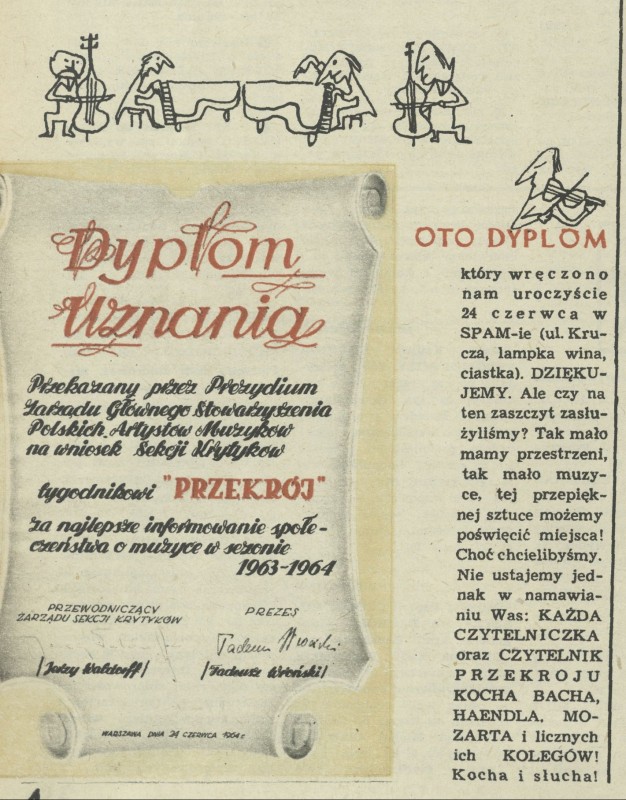 Dyplom
Uznania
Przekazany przez Prezydium
Zarządu Głównego Stowarzyszenia
Polskich Artystów Muzyków
na wniosek Sekcji Krytyków
tygodnikowi "PRZEKRÓJ"
za najlepsze informowanie społe-
czeństwa o muzyce w sezonie
1963-1964
PRZEWODNICZĄCY
ZARZĄDU SEKCJI KRYTYKÓW
PREZES
Tadeusz Wroński
/Jerzy Waldorff/
/Tadeusz Wroński/
WARSZAWA DNIA 24 CZERWCA 1964 r.
OTO DYPLOM
który wręczono
nam uroczyście
24 czerwca w
SPAM-ie (ul. Kru-
cza, lampka wina,
ciastka). DZIĘKU-
JEMY. Ale czy na
ten zaszczyt zasłu-
żyliśmy? Tak mało
mamy przestrzeni,
tak mało muzy-
ce, tej przepięk-
nej sztuce możemy
poświęcić miejsca!
Choć chcielibyśmy.
Nie ustajemy jed-
nak w namawia-
niu Was: KAŻDA
CZYTELNICZKA
oraz CZYTELNIK
PRZEKROJU
KOCHA BACHA,
HAENDLA, MO-
ZARTA i licznych
ich KOLEGÓW!
Kocha i słucha!